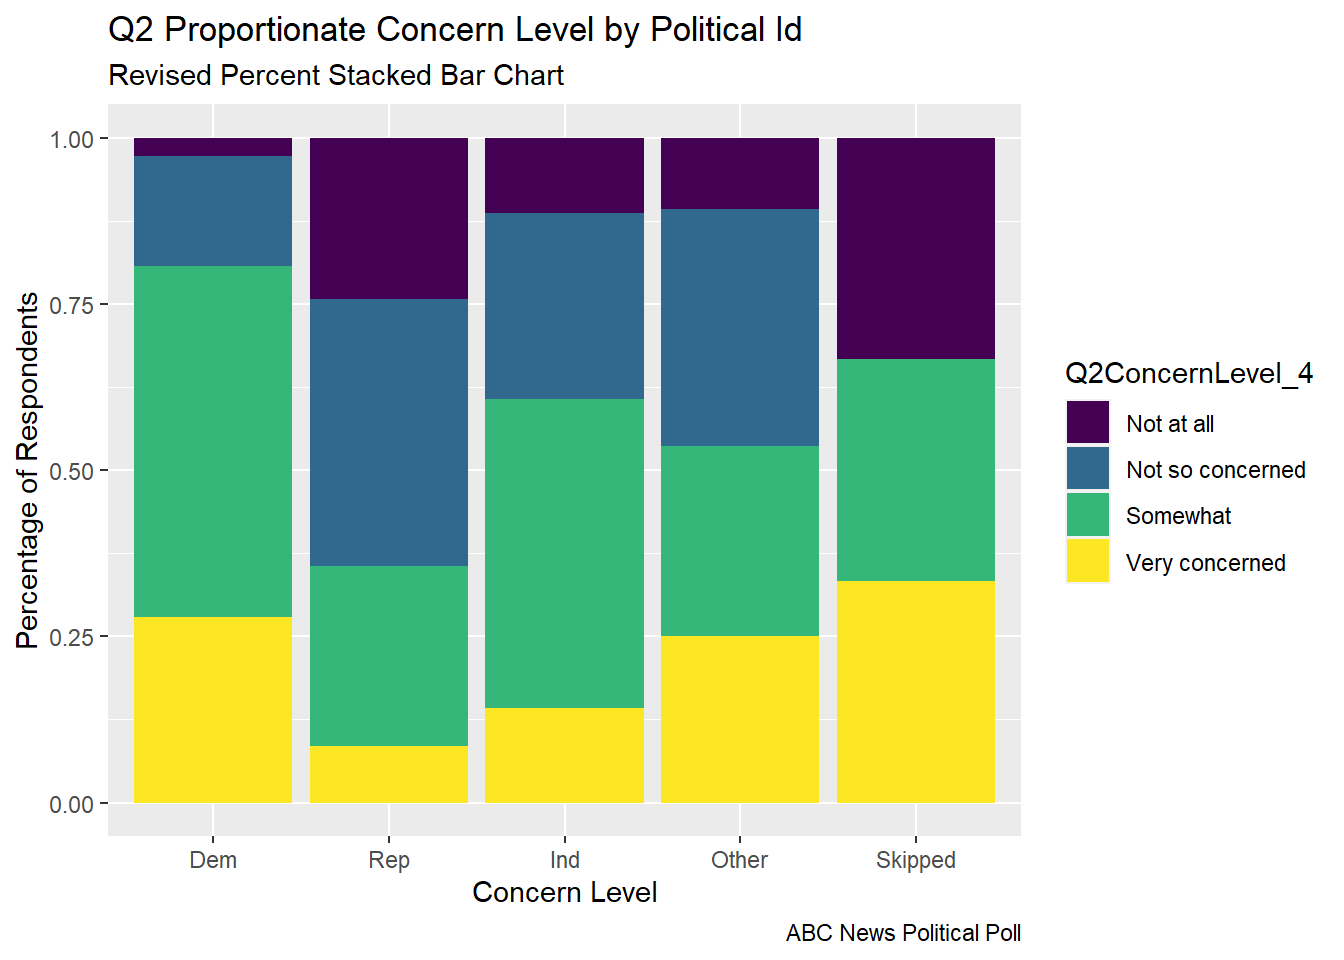 Q2 Proportionate Concern Level by Political Id
Revised Percent Stacked Bar Chart
1.00
0.75
0.50
0.25
0.00
Percentage of Respondents
Dem
Rep
Ind
Other
Skipped
Concern Level
ABC News Political Poll
Q2ConcernLevel_4
Not at all
Not so concerned
Somewhat
Very concerned